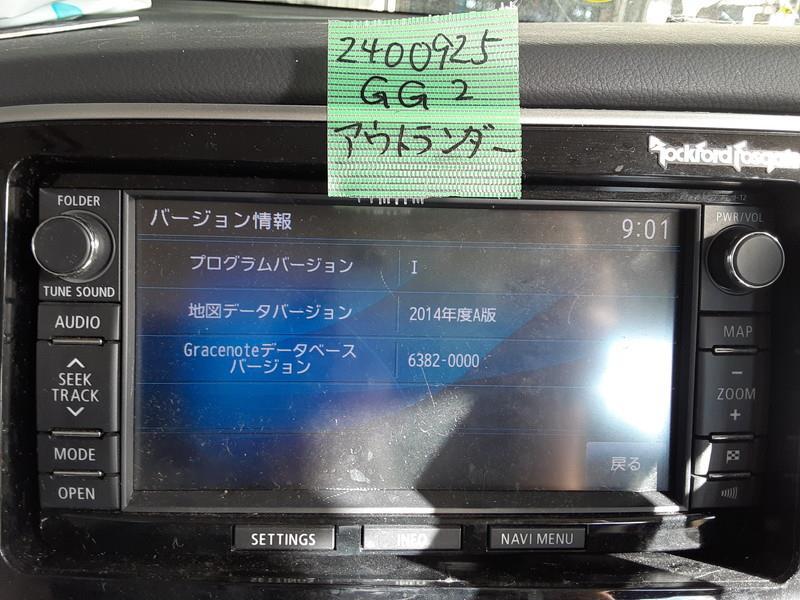 2400925
GG2
アウトランダー
Rockford Fosgate
FOLDER
TUNE SOUND
AUDIO
SEEK
TRACK
MODE
OPEN
バージョン情報
9:01
プログラムバージョン
I
地図データバージョン
2014年度A版
Gracenoteデータベース
バージョン
6382-0000
戻る
PWR/VOL
MAP
−
ZOOM
+
SETTINGS
INFO
NAVI MENU